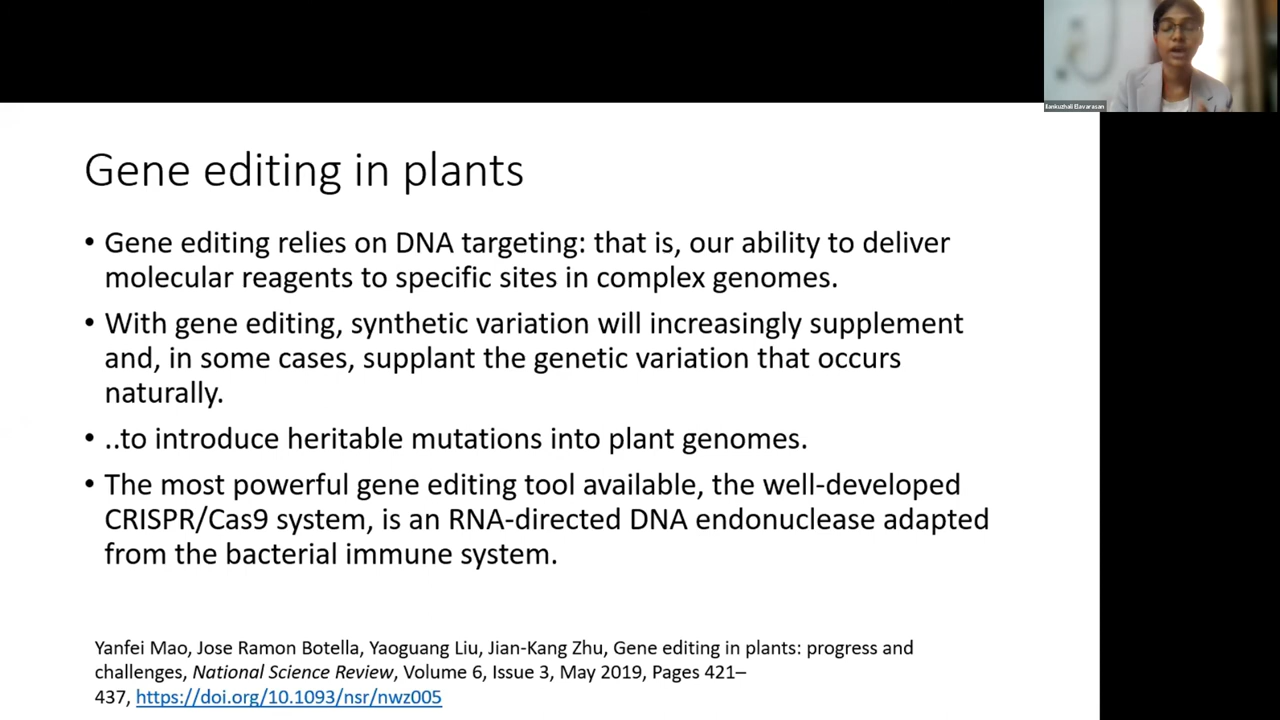 Ilankuzhali Elavarasan
Gene editing in plants
• Gene editing relies on DNA targeting: that is, our ability to deliver
molecular reagents to specific sites in complex genomes.
• With gene editing, synthetic variation will increasingly supplement
and, in some cases, supplant the genetic variation that occurs
naturally.
• ..to introduce heritable mutations into plant genomes.
• The most powerful gene editing tool available, the well-developed
CRISPR/Cas9 system, is an RNA-directed DNA endonuclease adapted
from the bacterial immune system.
Yanfei Mao, Jose Ramon Botella, Yaoguang Liu, Jian-Kang Zhu, Gene editing in plants: progress and
challenges, National Science Review, Volume 6, Issue 3, May 2019, Pages 421–
437, https://doi.org/10.1093/nsr/nwz005